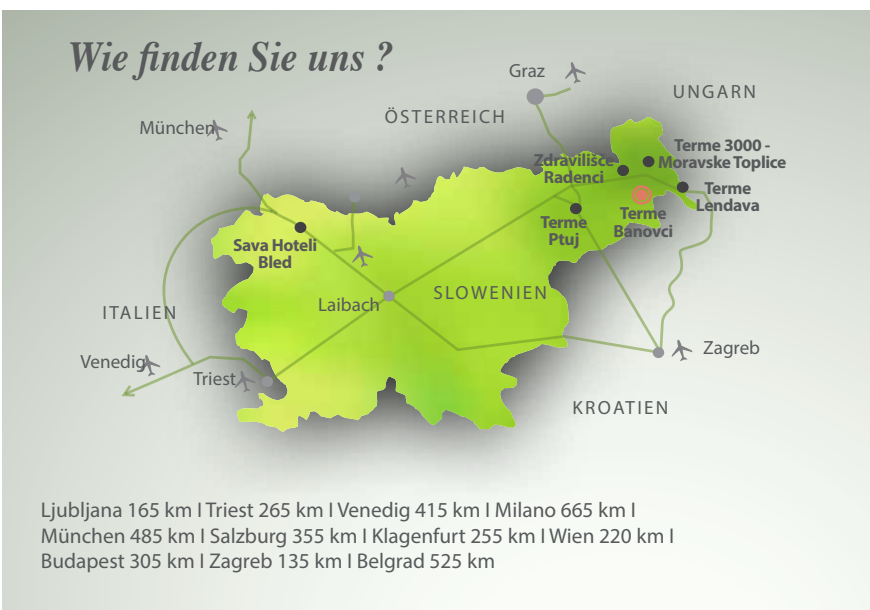 Wie finden Sie uns ?
Graz
UNGARN
München
ÖSTERREICH
Terme 3000 -
Moravske Toplice
Zdravilišče
Radenci
Terme
Lendava
Terme
Banovci
Terme
Ptuj
Sava Hoteli
Bled
SLOWENIEN
Laibach
ITALIEN
Zagreb
Venedig
Triest
KROATIEN
Ljubljana 165 km I Triest 265 km I Venedig 415 km I Milano 665 km I
München 485 km I Salzburg 355 km I Klagenfurt 255 km I Wien 220 km I
Budapest 305 km I Zagreb 135 km I Belgrad 525 km